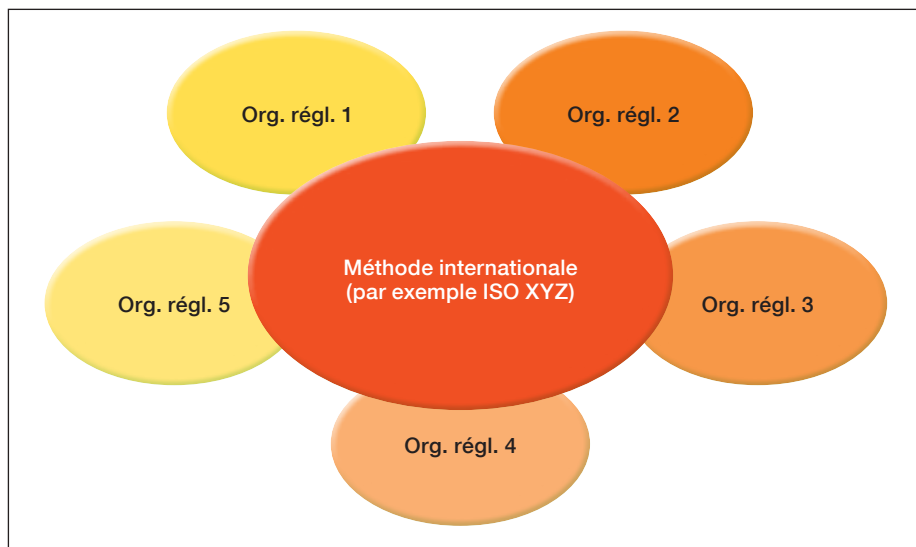 Org. régl. 1
Org. régl. 2
Méthode internationale
(par exemple ISO XYZ)
Org. régl. 5
Org. régl. 3
Org. régl. 4